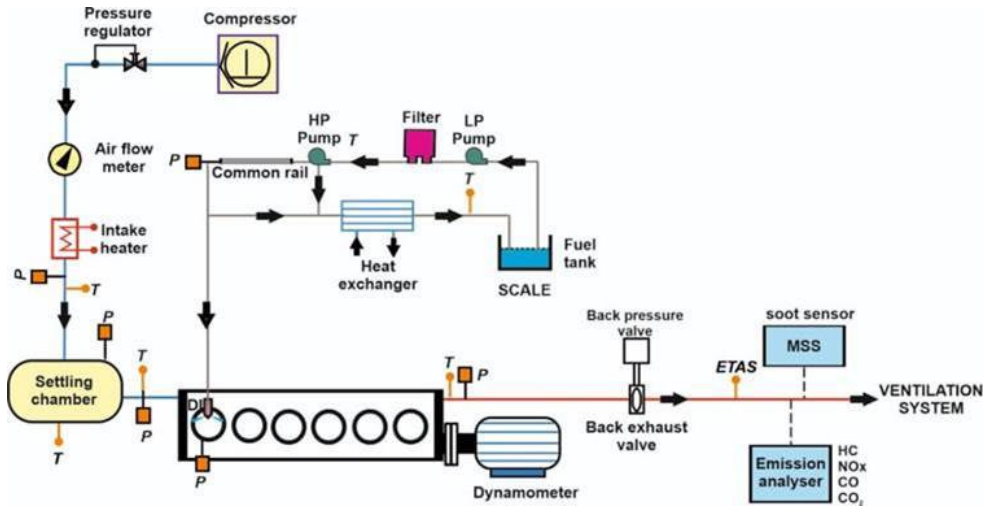 Pressure
regulator
Compressor
Air flow
meter
Intake
heater
P
T
P
Settling
chamber
T
T
P
HP
Pump
T
Filter
LP
Pump
P
Common rail
T
Heat
exchanger
Fuel
tank
SCALE
DI
P
T
P
Dynamometer
Back pressure
valve
Back exhaust
valve
ETAS
soot sensor
MSS
VENTILATION
SYSTEM
Emission
analyser
HC
NOx
CO
CO₂